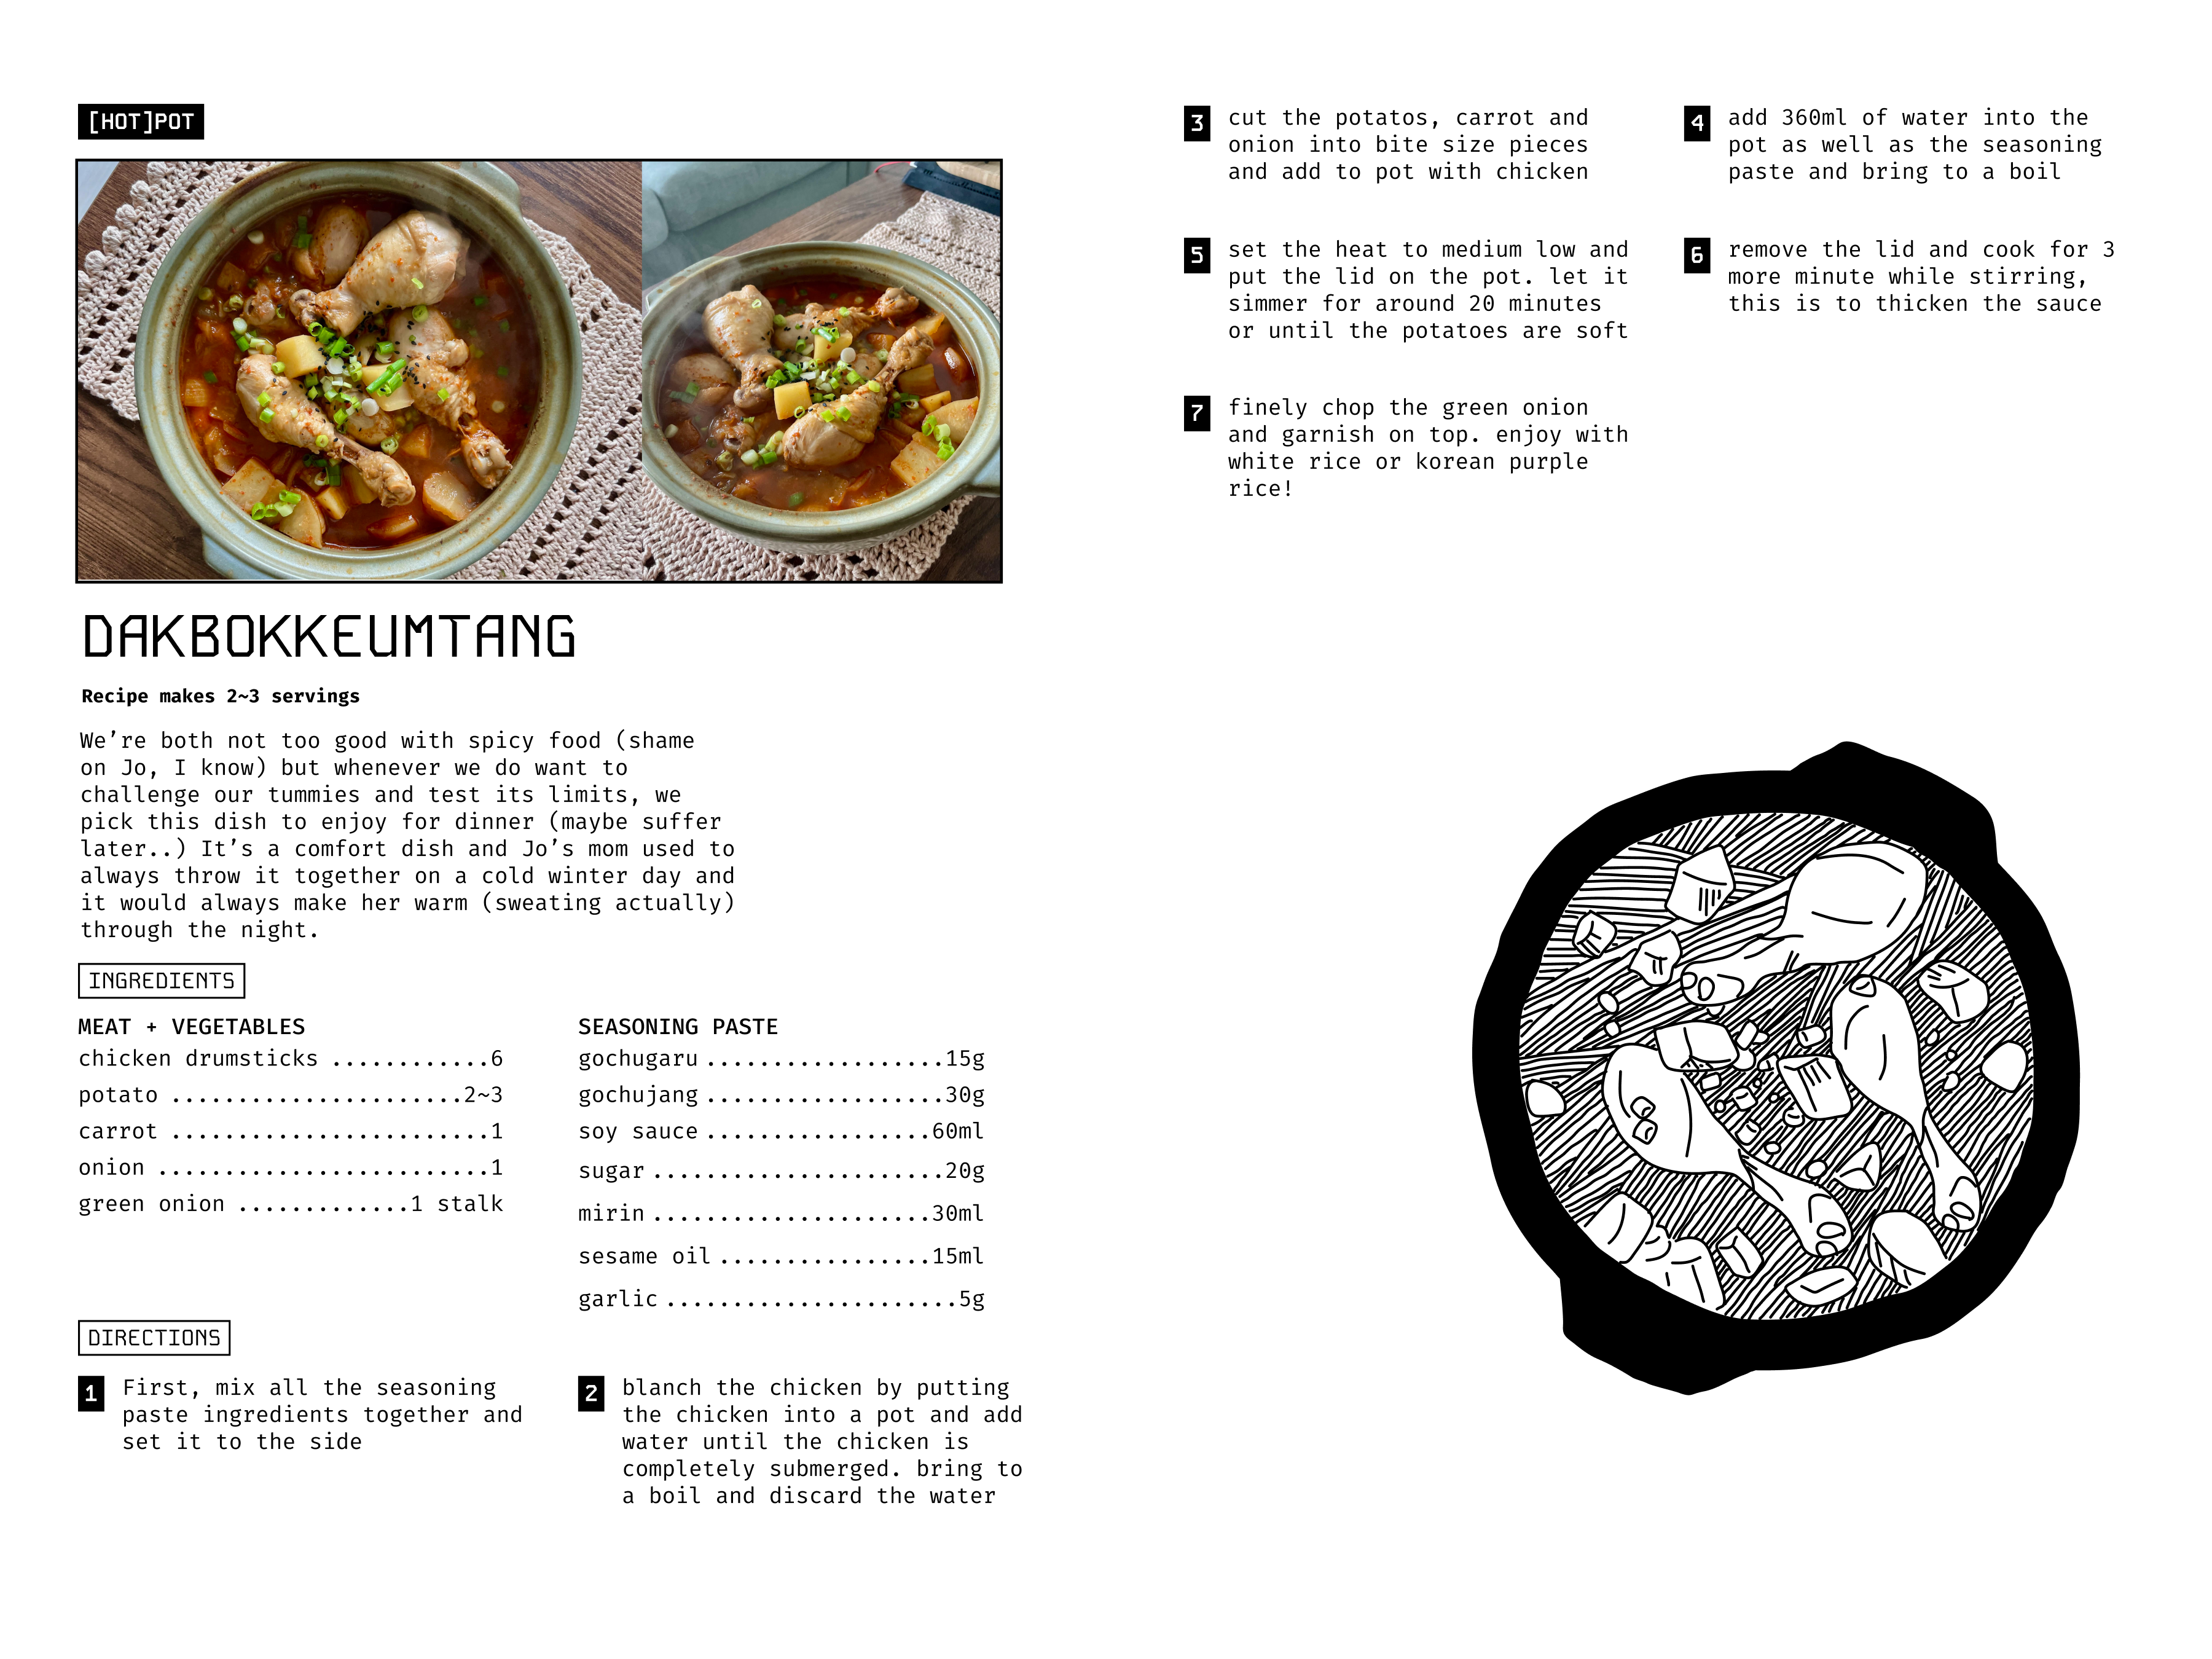 [HOT]POT
DAKBOKKEUMTANG
Recipe makes 2~3 servings
We’re both not too good with spicy food (shame
on Jo, I know) but whenever we do want to
challenge our tummies and test its limits, we
pick this dish to enjoy for dinner (maybe suffer
later..) It’s a comfort dish and Jo’s mom used to
always throw it together on a cold winter day and
it would always make her warm (sweating actually)
through the night.
INGREDIENTS
MEAT + VEGETABLES
chicken drumsticks ............6
potato ......................2~3
carrot ........................1
onion .........................1
green onion .............1 stalk
SEASONING PASTE
gochugaru ..................15g
gochujang ..................30g
soy sauce .................60ml
sugar ......................20g
mirin .....................30ml
sesame oil ................15ml
garlic ......................5g
DIRECTIONS
1 First, mix all the seasoning
paste ingredients together and
set it to the side
2 blanch the chicken by putting
the chicken into a pot and add
water until the chicken is
completely submerged. bring to
a boil and discard the water
3 cut the potatos, carrot and
onion into bite size pieces
and add to pot with chicken
4 add 360ml of water into the
pot as well as the seasoning
paste and bring to a boil
5 set the heat to medium low and
put the lid on the pot. let it
simmer for around 20 minutes
or until the potatoes are soft
6 remove the lid and cook for 3
more minute while stirring,
this is to thicken the sauce
7 finely chop the green onion
and garnish on top. enjoy with
white rice or korean purple
rice!